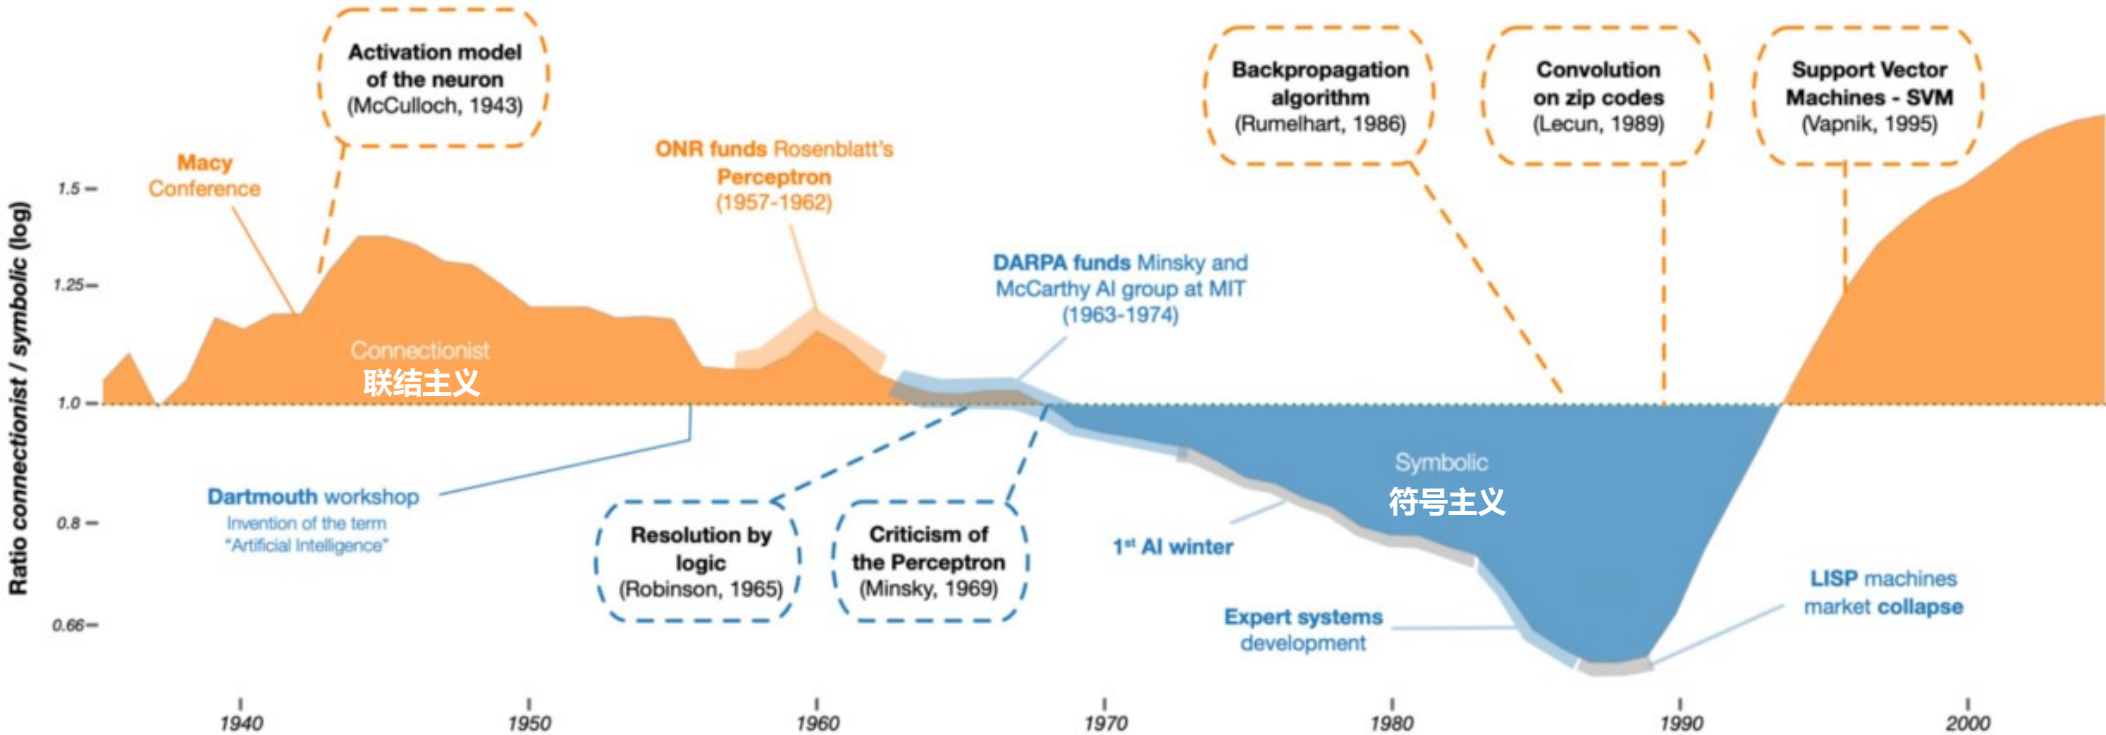 Activation model
of the neuron
(McCulloch, 1943)
Backpropagation
algorithm
(Rumelhart, 1986)
Convolution
on zip codes
(Lecun, 1989)
Support Vector
Machines - SVM
(Vapnik, 1995)
Macy
Conference
ONR funds Rosenblatt's
Perceptron
(1957-1962)
DARPA funds Minsky and
McCarthy AI group at MIT
(1963-1974)
Ratio connectionist / symbolic (log)
1.5
1.25
1.0
0.8
0.66
Connectionist
联结主义
Symbolic
符号主义
Dartmouth workshop
Invention of the term
"Artificial Intelligence"
Resolution by
logic
(Robinson, 1965)
Criticism of
the Perceptron
(Minsky, 1969)
1st AI winter
Expert systems
development
LISP machines
market collapse
1940
1950
1960
1970
1980
1990
2000